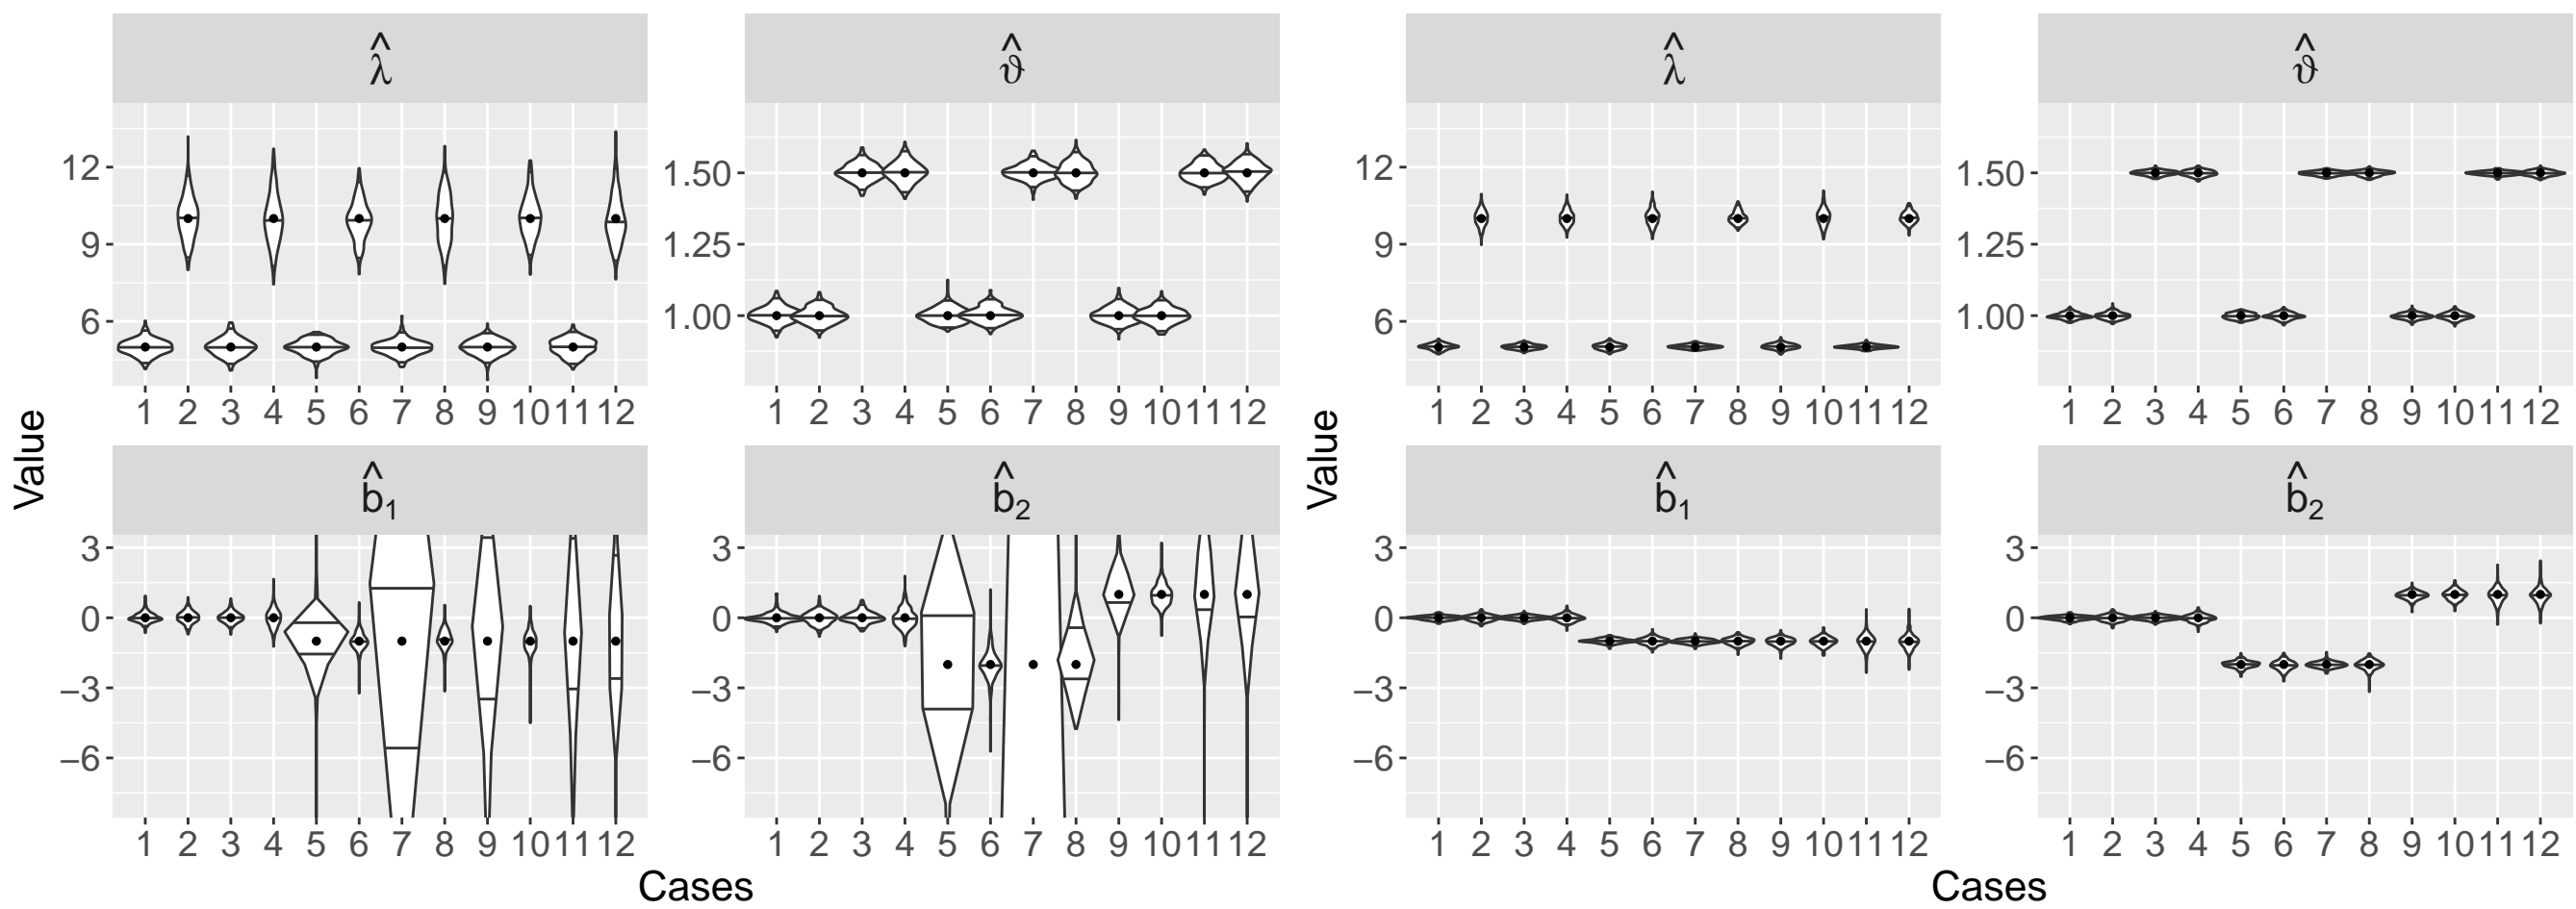 λ̂ ϑ̂ λ̂ ϑ̂
12 1.50 12 1.50
9 1.25 9 1.25
6 1.00 6 1.00
1 2 3 4 5 6 7 8 9 10 11 12 1 2 3 4 5 6 7 8 9 10 11 12 1 2 3 4 5 6 7 8 9 10 11 12 1 2 3 4 5 6 7 8 9 10 11 12
Value Value
b̂₁ b̂₂ b̂₁ b̂₂
3 3 3 3
0 0 0 0
−3 −3 −3 −3
−6 −6 −6 −6
1 2 3 4 5 6 7 8 9 10 11 12 1 2 3 4 5 6 7 8 9 10 11 12 1 2 3 4 5 6 7 8 9 10 11 12 1 2 3 4 5 6 7 8 9 10 11 12
Cases Cases